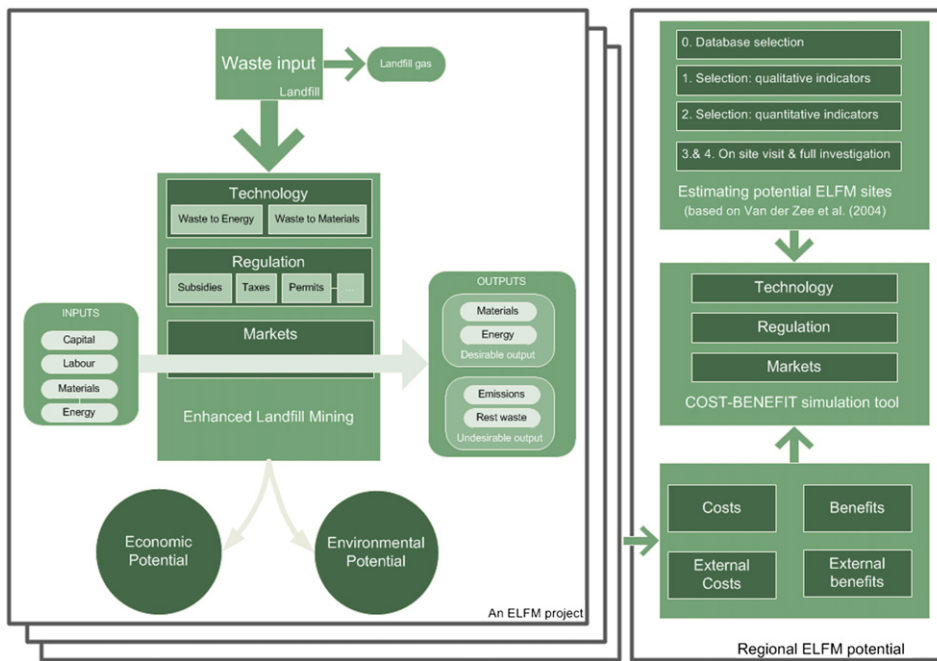 Waste input
Landfill
Landfill gas
Technology
Waste to Energy
Waste to Materials
Regulation
Subsidies
Taxes
Permits
...
Markets
Enhanced Landfill Mining
INPUTS
Capital
Labour
Materials
Energy
OUTPUTS
Materials
Energy
Desirable output
Emissions
Rest waste
Undesirable output
Economic
Potential
Environmental
Potential
An ELFM project
0. Database selection
1. Selection: qualitative indicators
2. Selection: quantitative indicators
3.& 4. On site visit & full investigation
Estimating potential ELFM sites
(based on Van der Zee et al. (2004)
Technology
Regulation
Markets
COST-BENEFIT simulation tool
Costs
Benefits
External
Costs
External
benefits
Regional ELFM potential